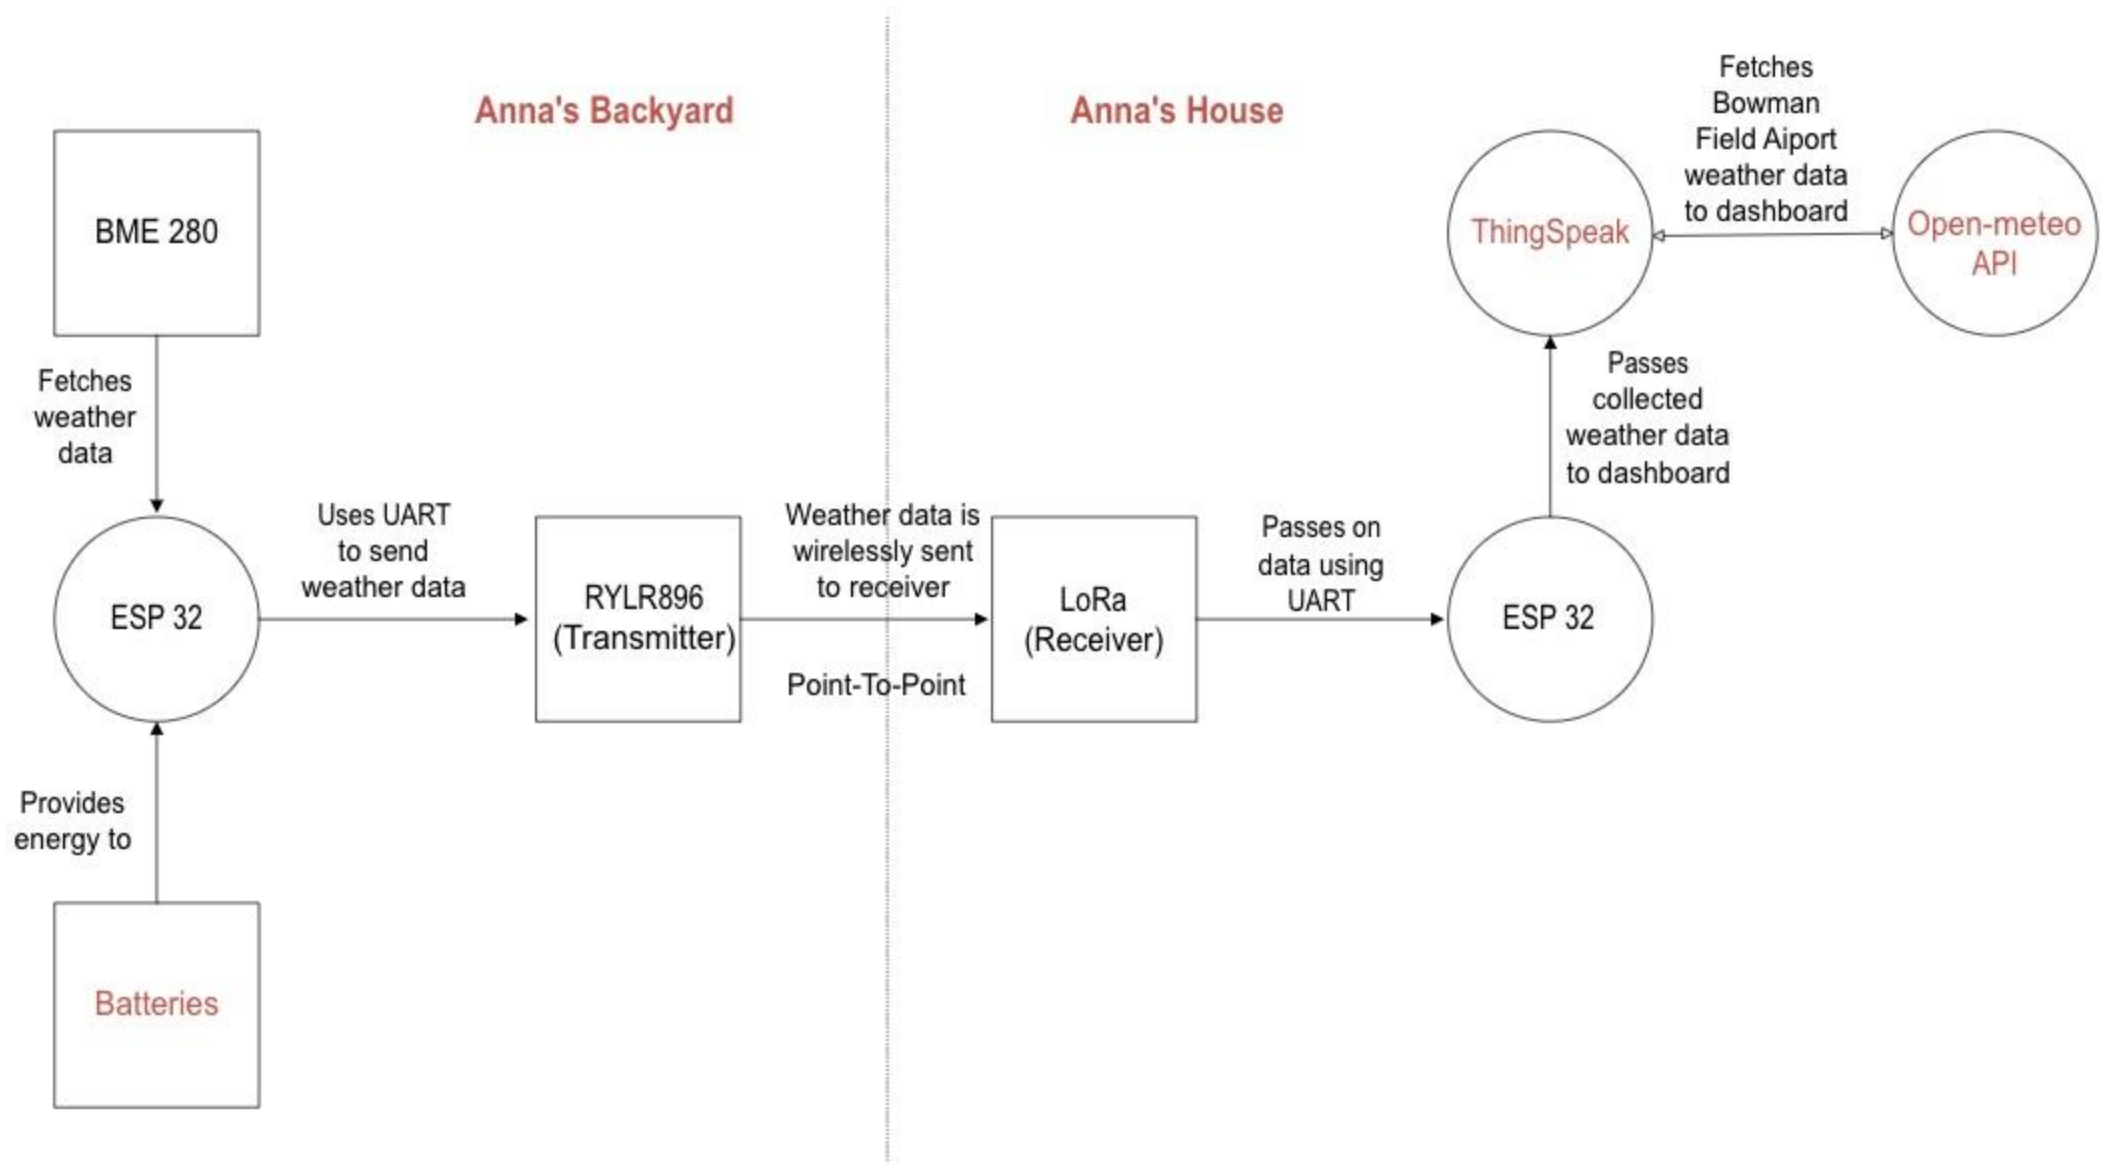 Anna's Backyard
Anna's House
Fetches
Bowman
Field Aiport
weather data
to dashboard
BME 280
ThingSpeak
Open-meteo
API
Fetches
weather
data
Passes
collected
weather data
to dashboard
Uses UART
to send
weather data
Weather data is
wirelessly sent
to receiver
Passes on
data using
UART
ESP 32
RYLR896
(Transmitter)
LoRa
(Receiver)
ESP 32
Point-To-Point
Provides
energy to
Batteries